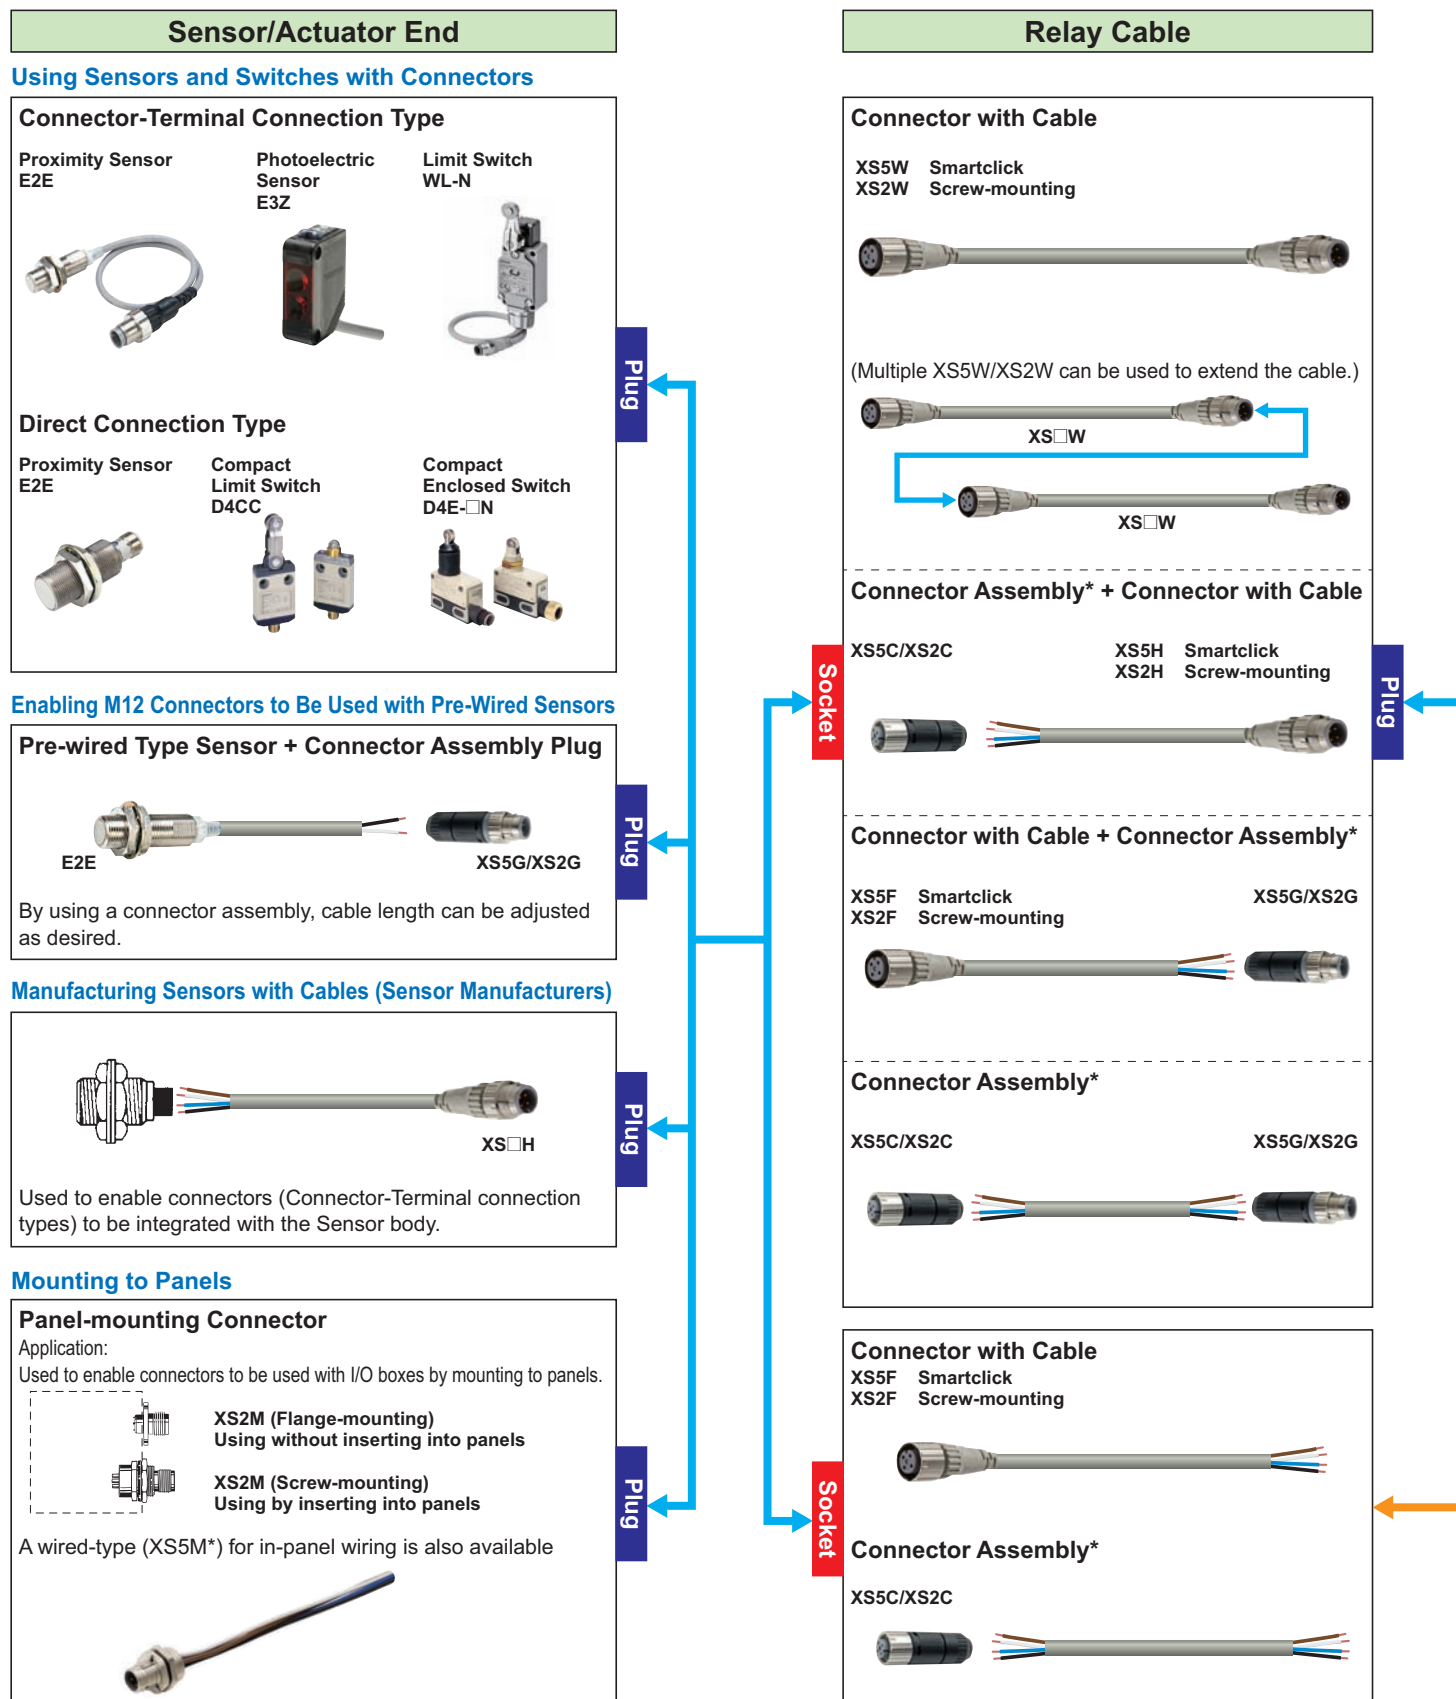 Sensor/Actuator End
Using Sensors and Switches with Connectors
Connector-Terminal Connection Type
Proximity Sensor
E2E
Photoelectric
Sensor
E3Z
Limit Switch
WL-N
Plug
Direct Connection Type
Proximity Sensor
E2E
Compact
Limit Switch
D4CC
Compact
Enclosed Switch
D4E-□N
Enabling M12 Connectors to Be Used with Pre-Wired Sensors
Pre-wired Type Sensor + Connector Assembly Plug
E2E
XS5G/XS2G
Plug
By using a connector assembly, cable length can be adjusted
as desired.
Manufacturing Sensors with Cables (Sensor Manufacturers)
XS□H
Plug
Used to enable connectors (Connector-Terminal connection
types) to be integrated with the Sensor body.
Mounting to Panels
Panel-mounting Connector
Application:
Used to enable connectors to be used with I/O boxes by mounting to panels.
XS2M (Flange-mounting)
Using without inserting into panels
XS2M (Screw-mounting)
Using by inserting into panels
Plug
A wired-type (XS5M*) for in-panel wiring is also available
Relay Cable
Connector with Cable
XS5W Smartclick
XS2W Screw-mounting
(Multiple XS5W/XS2W can be used to extend the cable.)
XS□W
XS□W
Connector Assembly* + Connector with Cable
XS5C/XS2C
XS5H Smartclick
XS2H Screw-mounting
Socket
Plug
Connector with Cable + Connector Assembly*
XS5F Smartclick
XS2F Screw-mounting
XS5G/XS2G
Connector Assembly*
XS5C/XS2C
XS5G/XS2G
Connector with Cable
XS5F Smartclick
XS2F Screw-mounting
Socket
Connector Assembly*
XS5C/XS2C